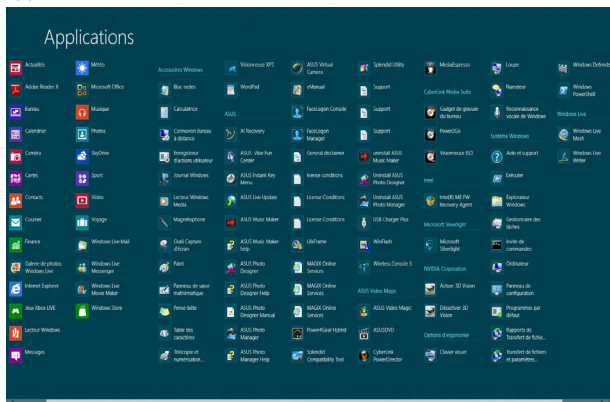 Applications
Actualités
Adobe Reader X
Bureau
Calendrier
Caméra
Cartes
Contacts
Courrier
Finance
Galerie de photos
Windows Live
Internet Explorer
Jeux Xbox LIVE
Lecteur Windows
Messages
Météo
Microsoft Office
Musique
Photos
SkyDrive
Sport
Vidéo
Voyage
Windows Live Mail
Windows Live
Messenger
Windows Live
Movie Maker
Windows Store
Accessoires Windows
Bloc-notes
Calculatrice
Connexion Bureau
à distance
Enregistreur
d'actions utilisateur
Journal Windows
Lecteur Windows
Media
Magnétophone
Outil Capture
d'écran
Paint
Panneau de saisie
mathématique
Pense-bête
Table des
caractères
Télécopie et
numérisation...
Visionneuse XPS
WordPad
ASUS
AI Recovery
ASUS Vibe Fun
Center
ASUS Instant Key
Menu
ASUS Live Update
ASUS Music Maker
ASUS Music Maker
help
ASUS Photo
Designer
ASUS Photo
Designer Help
ASUS Photo
Designer Manual
ASUS Photo
Manager
ASUS Photo
Manager Help
ASUS Virtual
Camera
eManual
FaceLogon Console
FaceLogon
Manager
General disclaimer
license conditions
License Conditions
License Conditions
LifeFrame
MAGIX Online
Services
MAGIX Online
Services
MAGIX Online
Services
Power4Gear Hybrid
Splendid
Compatibility Tool
Splendid Utility
Support
Support
Support
uninstall ASUS
Music Maker
Uninstall ASUS
Photo Designer
Uninstall ASUS
Photo Manager
USB Charger Plus
WinFlash
Wireless Console 3
ASUS Video Magic
ASUS Video Magic
ASUSDVD
CyberLink
PowerDirector
MediaEspresso
CyberLink Media Suite
Gadget de gravure
du bureau
Power2Go
Visionneuse ISO
Intel
Intel(R) ME FW
Recovery Agent
Microsoft Silverlight
Microsoft
Silverlight
NVIDIA Corporation
Activer 3D Vision
Désactiver 3D
Vision
Options d'ergonomie
Clavier visuel
Loupe
Narrateur
Reconnaissance
vocale de Windows
Système Windows
Aide et support
Exécuter
Explorateur
Windows
Gestionnaire des
tâches
Invite de
commandes
Ordinateur
Panneau de
configuration
Programmes par
défaut
Rapports de
Transfert de fichie...
Transfert de fichiers
et paramètres...
Windows Defende
Windows
PowerShell
Windows Live
Windows Live
Mesh
Windows Live
Writer